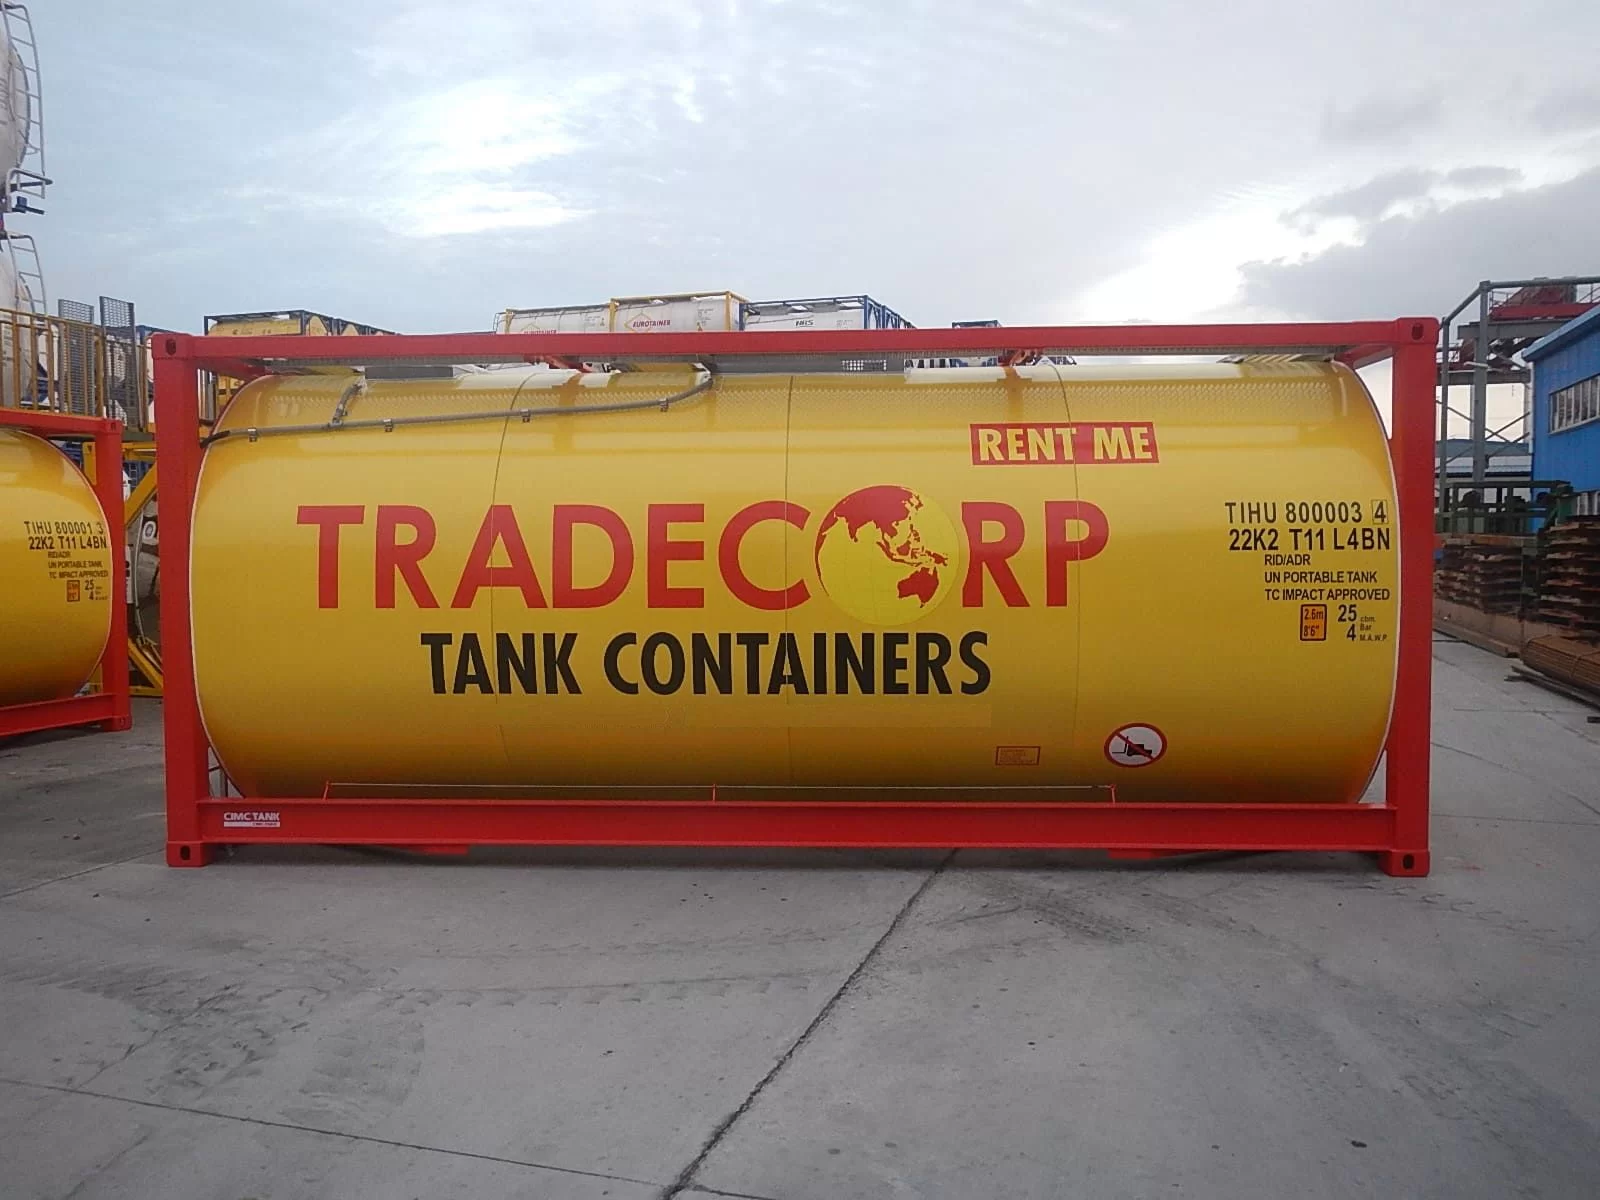 EUROTAINER
NRS
RENT ME
TRADECORP
TANK CONTAINERS
TIHU 800003 4
22K2 T11 L4BN
RID/ADR
UN PORTABLE TANK
TC IMPACT APPROVED
2.6m
8'6"
25 cbm.
4 Bar
M.A.W.P.
CIMC TANK
TIHU 800001 3
22K2 T11 L4BN
RID/ADR
UN PORTABLE TANK
TC IMPACT APPROVED
25
4